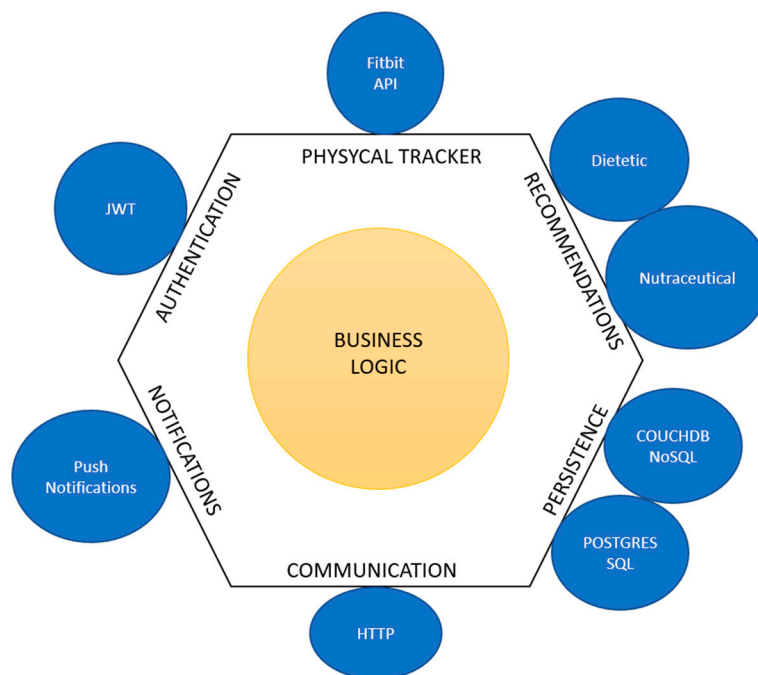 Fitbit
API
PHYSYCAL TRACKER
Dietetic
RECOMMENDATIONS
Nutraceutical
JWT
AUTHENTICATION
BUSINESS
LOGIC
NOTIFICATIONS
Push
Notifications
PERSISTENCE
COUCHDB
NoSQL
POSTGRES
SQL
COMMUNICATION
HTTP